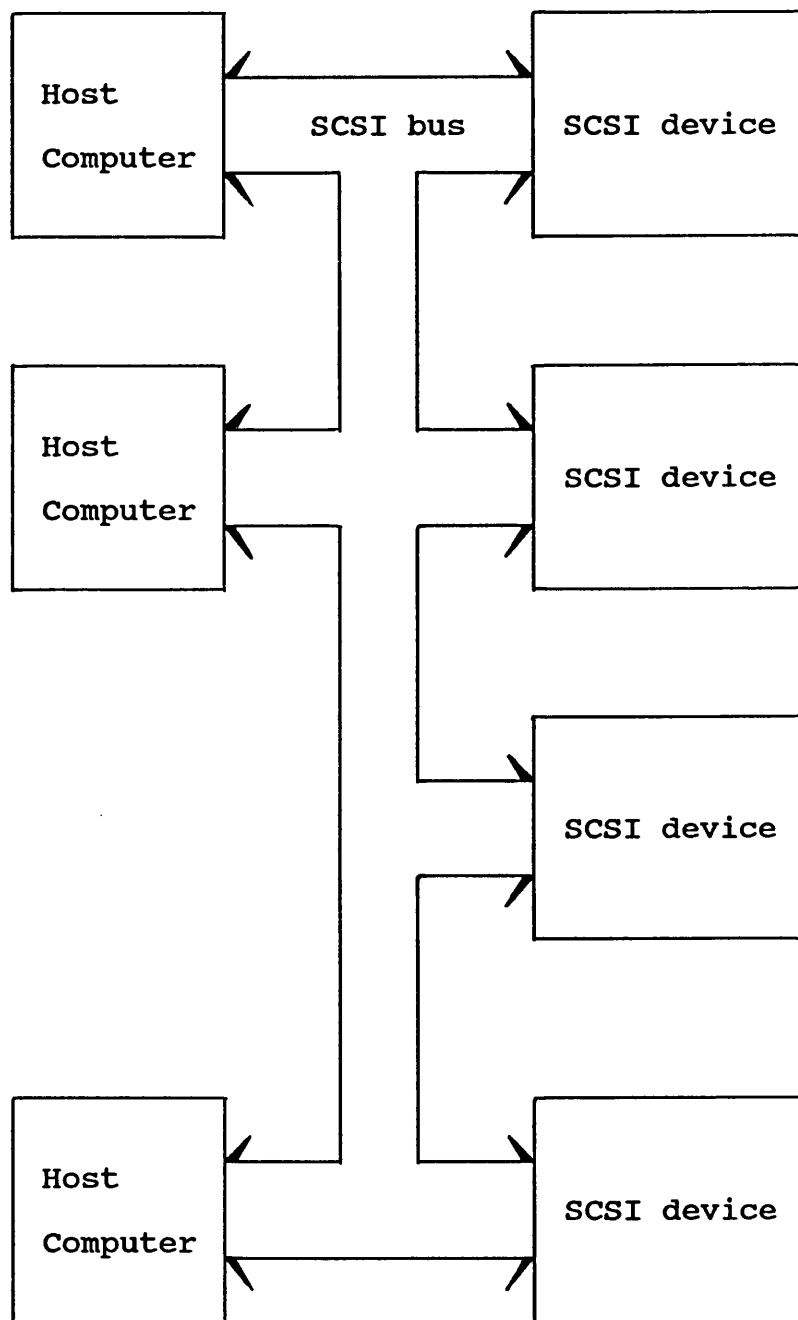 Host
Computer
SCSI bus
SCSI device
Host
Computer
SCSI device
SCSI device
Host
Computer
SCSI device